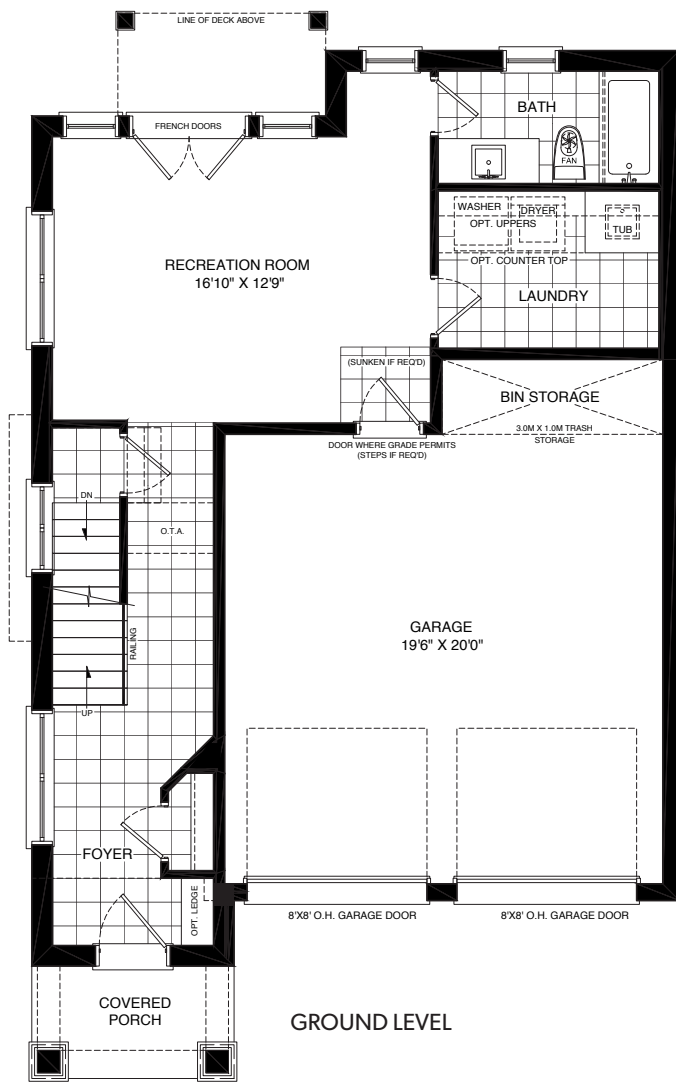 LINE OF DECK ABOVE
FRENCH DOORS
BATH
FAN
WASHER
DRYER
OPT. UPPERS
S
TUB
OPT. COUNTER TOP
LAUNDRY
RECREATION ROOM
16'10" X 12'9"
(SUNKEN IF REQ'D)
BIN STORAGE
3.0M X 1.0M TRASH
STORAGE
DOOR WHERE GRADE PERMITS
(STEPS IF REQ'D)
DN
O.T.A.
RAILING
UP
GARAGE
19'6" X 20'0"
FOYER
OPT. LEDGE
8'X8' O.H. GARAGE DOOR
8'X8' O.H. GARAGE DOOR
COVERED
PORCH
GROUND LEVEL